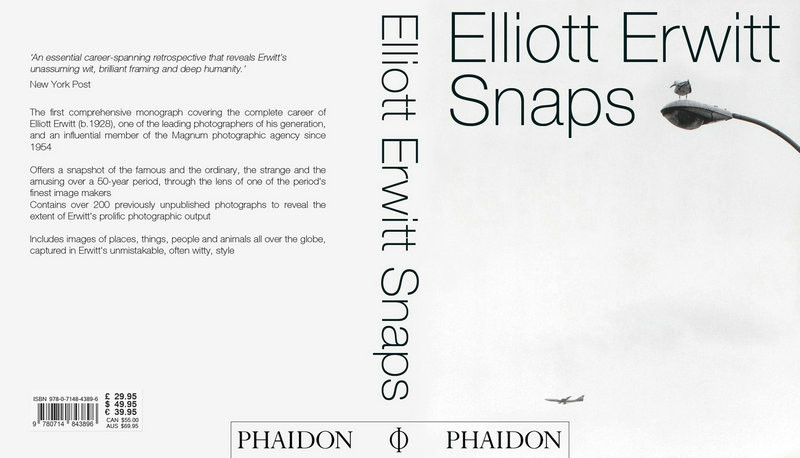 'An essential career-spanning retrospective that reveals Erwitt's
unassuming wit, brilliant framing and deep humanity.'
New York Post
The first comprehensive monograph covering the complete career of
Elliott Erwitt (b.1928), one of the leading photographers of his generation,
and an influential member of the Magnum photographic agency since
1954
Offers a snapshot of the famous and the ordinary, the strange and the
amusing over a 50-year period, through the lens of one of the period's
finest image makers
Contains over 200 previously unpublished photographs to reveal the
extent of Erwitt's prolific photographic output
Includes images of places, things, people and animals all over the globe,
captured in Erwitt's unmistakable, often witty, style
ISBN 978-0-7148-4389-6
9 780714 843896
£ 29.95
$ 49.95
€ 39.95
CAN $55.00
AUS $69.95
Elliott Erwitt Snaps
Elliott Erwitt
Snaps
PHAIDON
PHAIDON